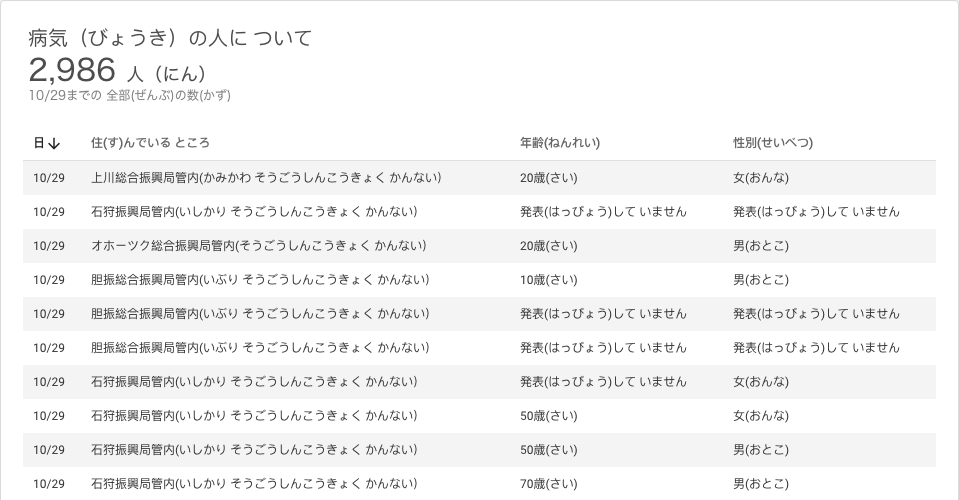 病気（びょうき）の人に ついて
2,986 人（にん）
10/29までの 全部(ぜんぶ)の数(かず)
日↓ 住(す)んでいる ところ 年齢(ねんれい) 性別(せいべつ)
10/29 上川総合振興局管内(かみかわ そうごうしんこうきょく かんない) 20歳(さい) 女(おんな)
10/29 石狩振興局管内(いしかり そうごうしんこうきょく かんない) 発表(はっぴょう)して いません 発表(はっぴょう)して いません
10/29 オホーツク総合振興局管内(そうごうしんこうきょく かんない) 20歳(さい) 男(おとこ)
10/29 胆振総合振興局管内(いぶり そうごうしんこうきょく かんない) 10歳(さい) 男(おとこ)
10/29 胆振総合振興局管内(いぶり そうごうしんこうきょく かんない) 発表(はっぴょう)して いません 発表(はっぴょう)して いません
10/29 胆振総合振興局管内(いぶり そうごうしんこうきょく かんない) 発表(はっぴょう)して いません 発表(はっぴょう)して いません
10/29 石狩振興局管内(いしかり そうごうしんこうきょく かんない) 発表(はっぴょう)して いません 女(おんな)
10/29 石狩振興局管内(いしかり そうごうしんこうきょく かんない) 50歳(さい) 女(おんな)
10/29 石狩振興局管内(いしかり そうごうしんこうきょく かんない) 50歳(さい) 男(おとこ)
10/29 石狩振興局管内(いしかり そうごうしんこうきょく かんない) 70歳(さい) 男(おとこ)